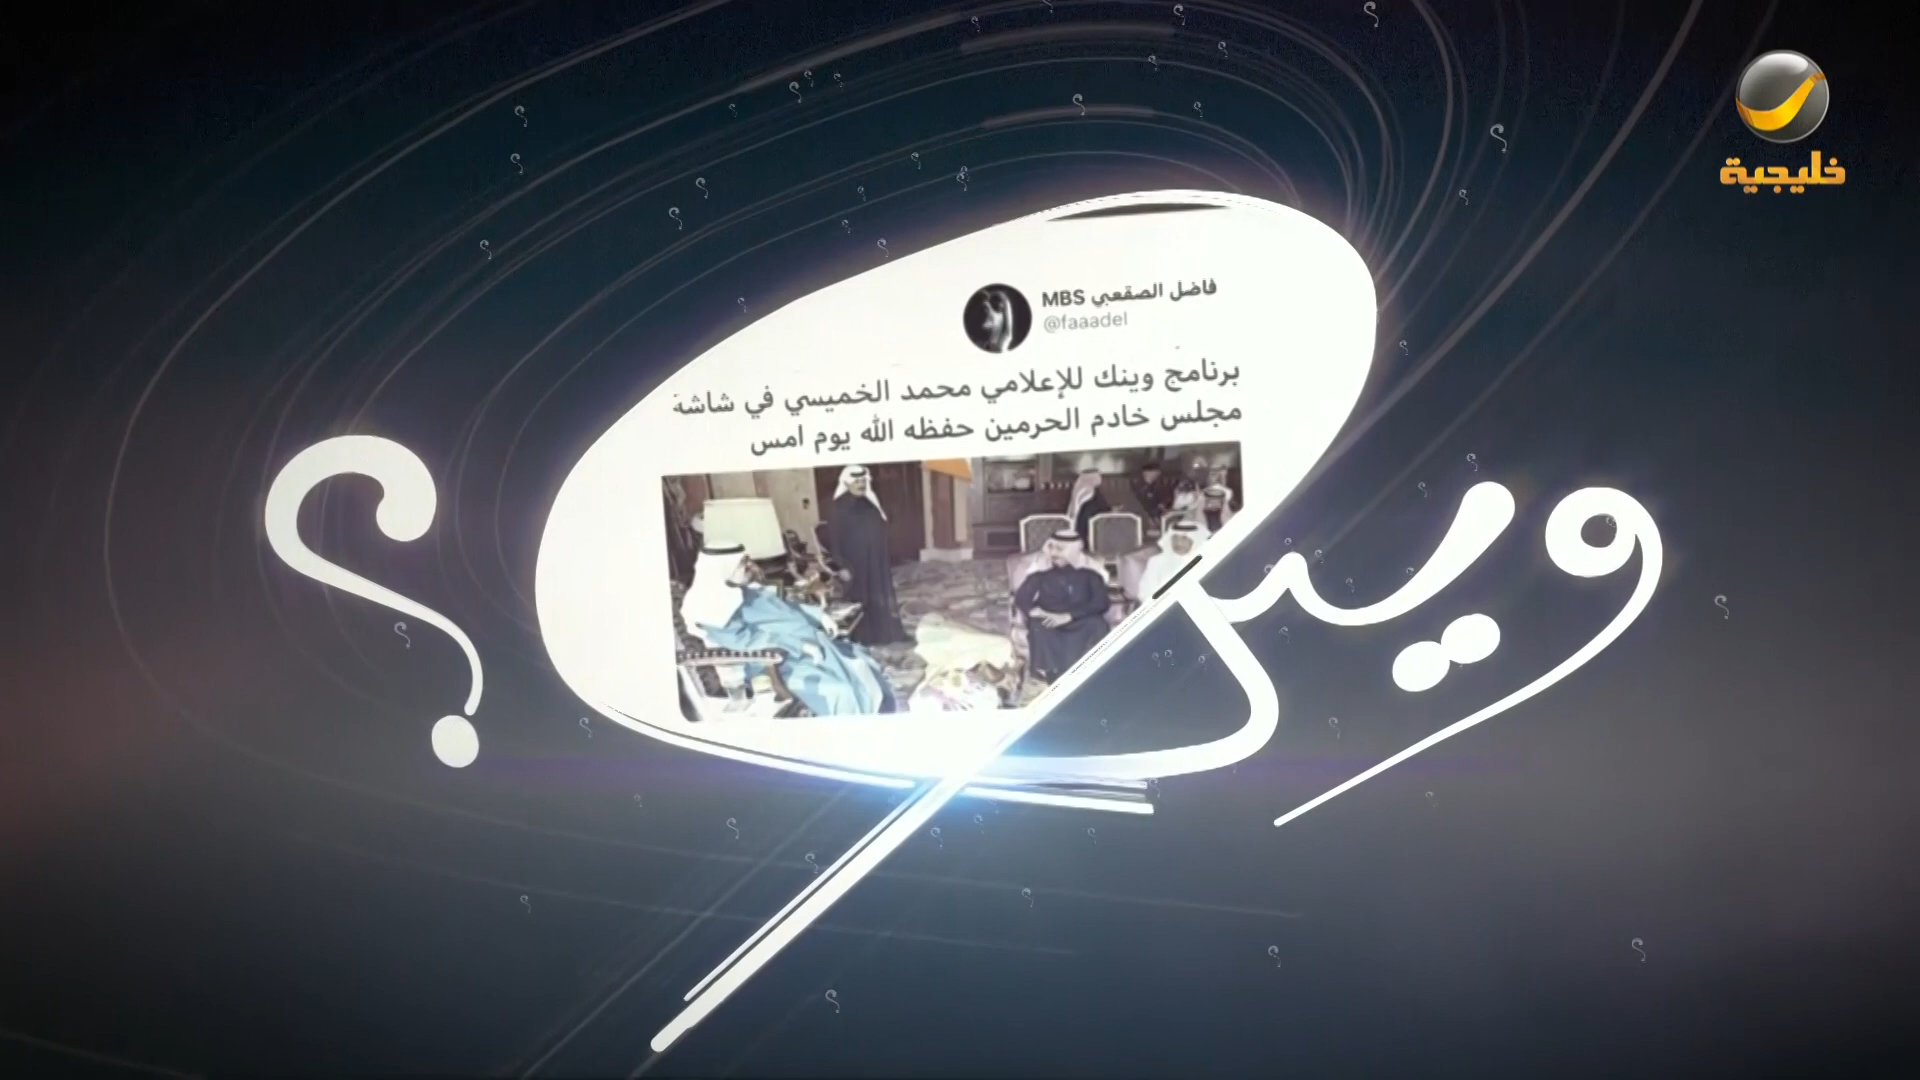 خليجية
فاضل الصقعبي MBS
@faaadel
برنامج وينك للإعلامي محمد الخميسي في شاشة
مجلس خادم الحرمين حفظه الله يوم امس
وينك ؟